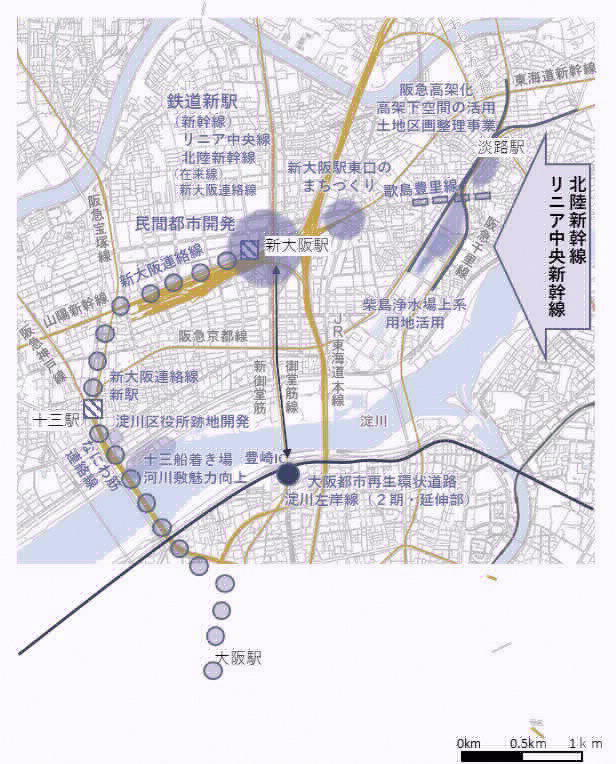 東海道新幹線
阪急高架化
高架下空間の活用
土地区画整理事業
鉄道新駅
（新幹線）
リニア中央線
北陸新幹線
（在来線）
新大阪連絡線
淡路駅
新大阪駅東口の
まちづくり
歌島豊里線
北陸新幹線
リニア中央新幹線
阪急宝塚線
民間都市開発
新大阪駅
阪急千里線
新大阪連絡線
山陽新幹線
柴島浄水場上系
用地活用
阪急神戸線
阪急京都線
JR東海道本線
新御堂筋
御堂筋線
新大阪連絡線
新駅
十三駅
淀川区役所跡地開発
淀川
なにわ筋
連絡線
十三船着き場
河川敷魅力向上
豊崎IC
大阪都市再生環状道路
淀川左岸線（２期・延伸部）
大阪駅
0km 0.5km 1ｋｍ